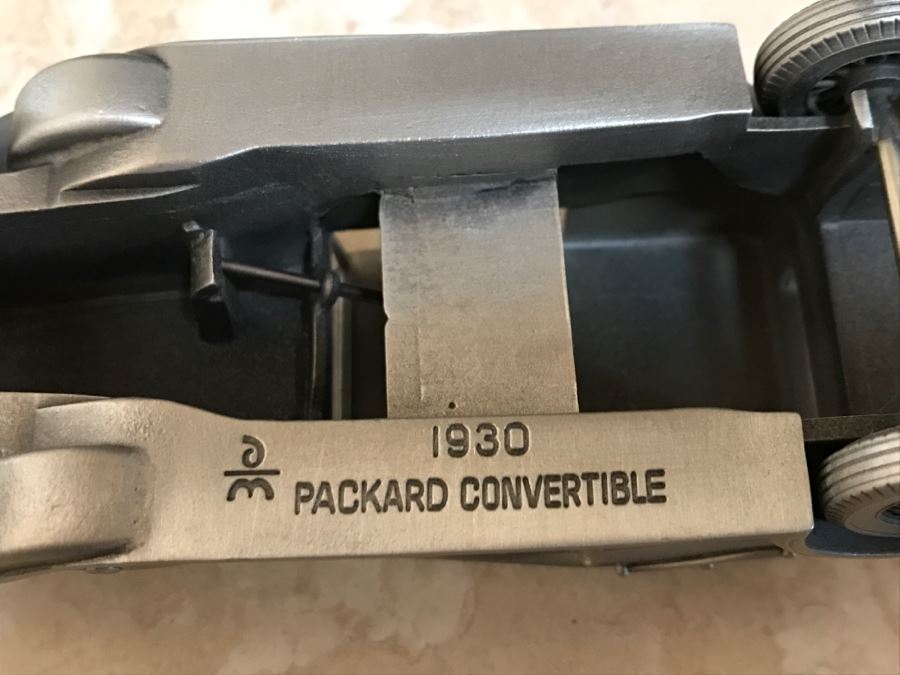 1930
PACKARD CONVERTIBLE